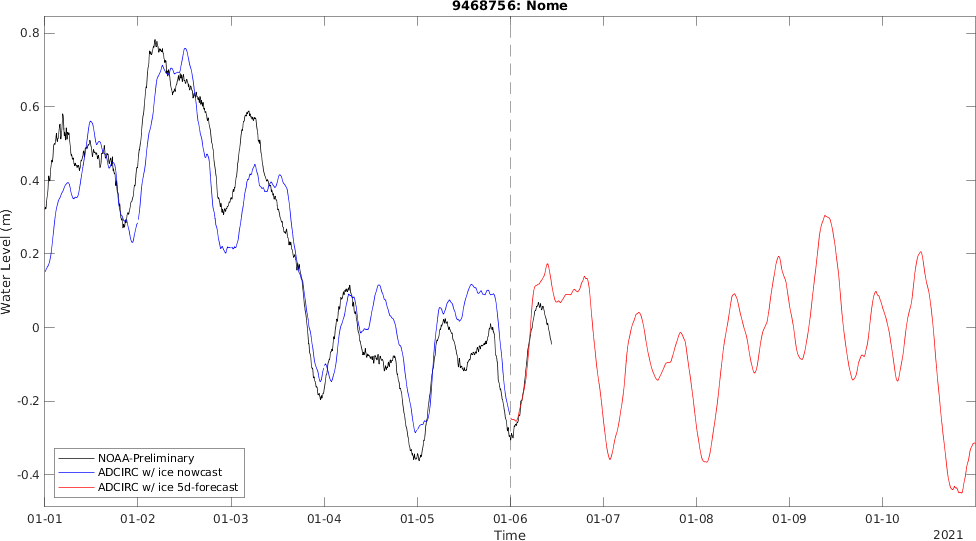 9468756: Nome
Water Level (m)
0.8
0.6
0.4
0.2
0
-0.2
-0.4
NOAA-Preliminary
ADCIRC w/ ice nowcast
ADCIRC w/ ice 5d-forecast
01-01 01-02 01-03 01-04 01-05 01-06 01-07 01-08 01-09 01-10
Time
2021